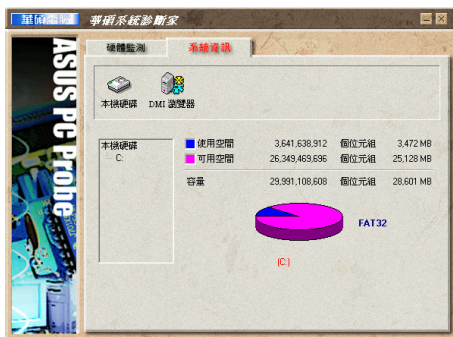 華碩電腦 華碩系統診斷家
ASUS PC Probe
硬體監測 系統資訊
本機硬碟 DMI 瀏覽器
本機硬碟
C:
使用空間 3,641,638,912 個位元組 3,472 MB
可用空間 26,349,469,696 個位元組 25,128 MB
容量 29,991,108,608 個位元組 28,601 MB
FAT32
(C:)